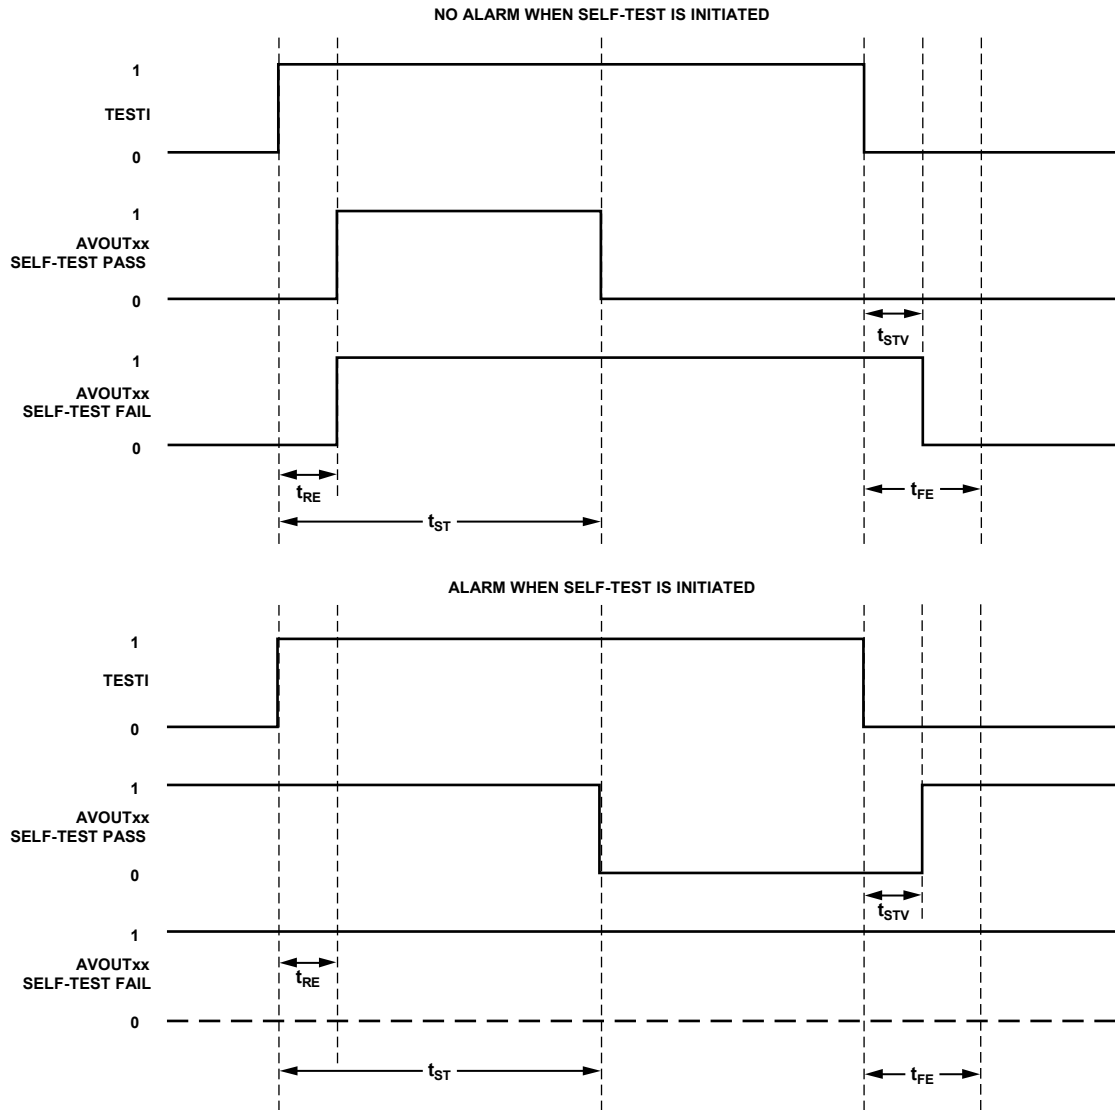 NO ALARM WHEN SELF-TEST IS INITIATED
1
TESTI
0
1
AVOUTxx
SELF-TEST PASS
0
tSTV
1
AVOUTxx
SELF-TEST FAIL
0
tRE
tFE
tST
ALARM WHEN SELF-TEST IS INITIATED
1
TESTI
0
1
AVOUTxx
SELF-TEST PASS
0
tSTV
1
AVOUTxx
SELF-TEST FAIL
tRE
0
tST
tFE